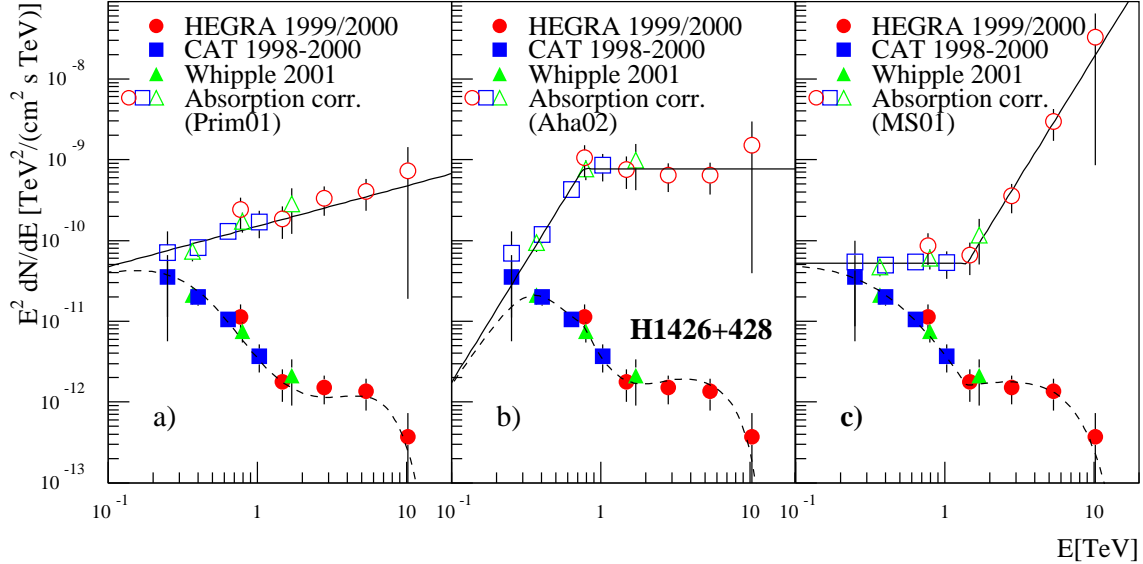 E² dN/dE [TeV²/(cm² s TeV)]
10⁻⁸
10⁻⁹
10⁻¹⁰
10⁻¹¹
10⁻¹²
10⁻¹³
HEGRA 1999/2000
CAT 1998-2000
Whipple 2001
Absorption corr.
(Prim01)
a)
HEGRA 1999/2000
CAT 1998-2000
Whipple 2001
Absorption corr.
(Aha02)
H1426+428
b)
HEGRA 1999/2000
CAT 1998-2000
Whipple 2001
Absorption corr.
(MS01)
c)
10⁻¹ 1 10 10⁻¹ 1 10 10⁻¹ 1 10
E[TeV]